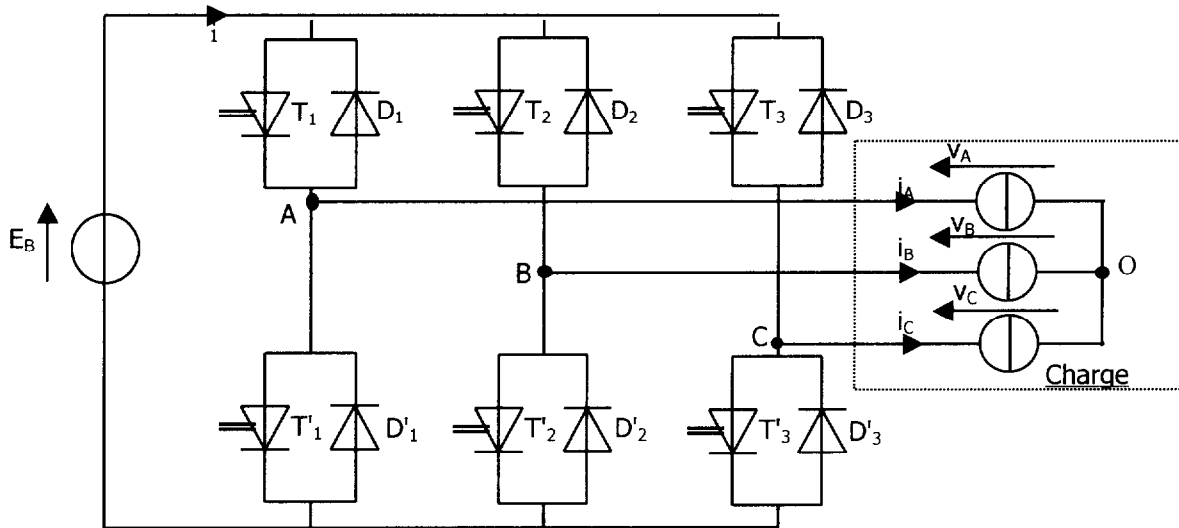 1
T1 D1 T2 D2 T3 D3
vA
iA
A
vB
EB
iB
B
O
vC
iC
C
Charge
T'1 D'1 T'2 D'2 T'3 D'3